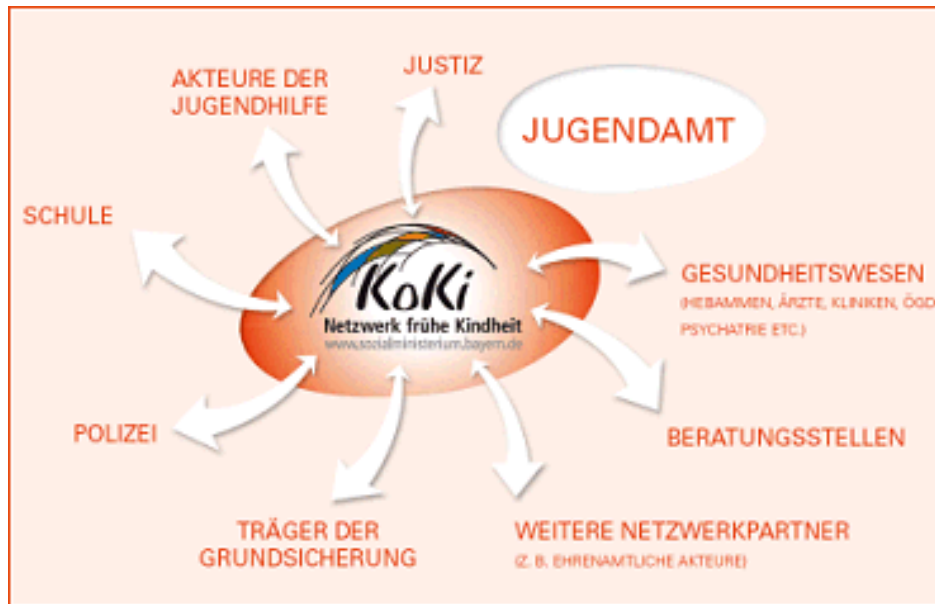 JUSTIZ
AKTEURE DER
JUGENDHILFE
JUGENDAMT
SCHULE
KoKi
Netzwerk frühe Kindheit
www.sozialministerium.bayern.de
GESUNDHEITSWESEN
(HEBAMMEN, ÄRZTE, KLINIKEN, ÖGD
PSYCHATRIE ETC.)
POLIZEI
BERATUNGSSTELLEN
TRÄGER DER
GRUNDSICHERUNG
WEITERE NETZWERKPARTNER
(Z. B. EHRENAMTLICHE AKTEURE)